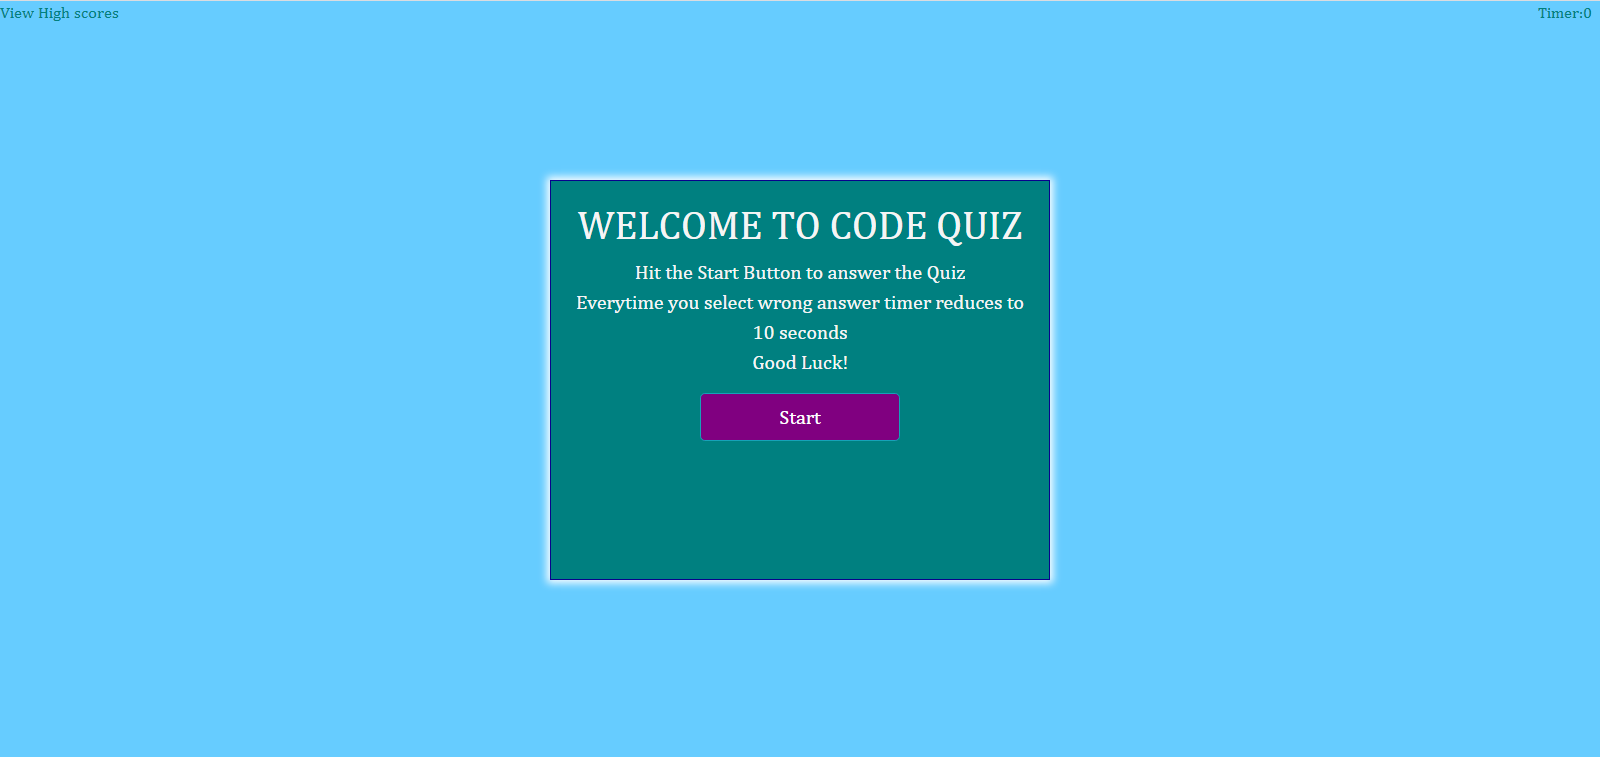 View High scores
Timer:0
WELCOME TO CODE QUIZ
Hit the Start Button to answer the Quiz
Everytime you select wrong answer timer reduces to
10 seconds
Good Luck!
Start